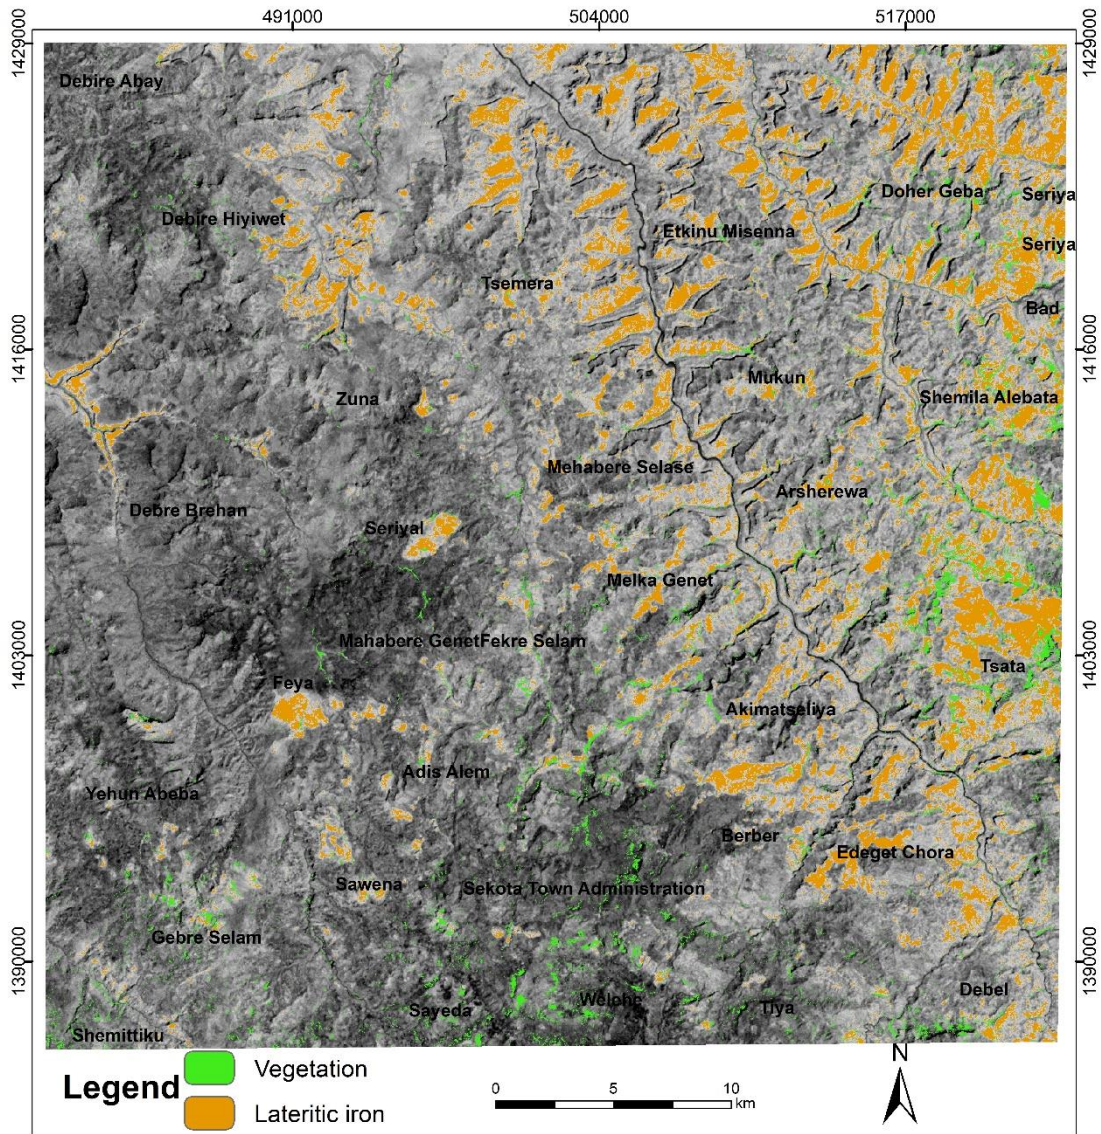 491000 504000 517000
1429000 1429000
Debire Abay
Doher Geba Seriya
Debire Hiyiwet
Etkinu Misenna Seriya
Tsemera
Bad
1416000 1416000
Mukun
Zuna Shemila Alebata
Mehabere Selase
Arsherewa
Debre Brehan
Seriyal
Melka Genet
Mahabere GenetFekre Selam
1403000 1403000
Tsata
Feya
Akimatseliya
Adis Alem
Yehun Abeba
Berber
Edeget Chora
Sawena Sekota Town Administration
Gebre Selam
1390000 1390000
Debel
Sayeda Tiya
Shemittiku
N
Legend
Vegetation
Lateritic iron
0 5 10
km